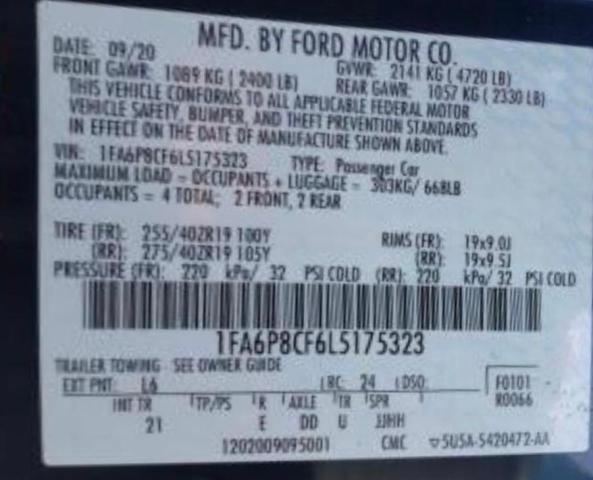 MFD. BY FORD MOTOR CO.
DATE: 09/20 GVWR: 2141 KG ( 4720 LB)
FRONT GAWR: 1089 KG ( 2400 LB) REAR GAWR: 1057 KG ( 2330 LB)
THIS VEHICLE CONFORMS TO ALL APPLICABLE FEDERAL MOTOR
VEHICLE SAFETY, BUMPER, AND THEFT PREVENTION STANDARDS
IN EFFECT ON THE DATE OF MANUFACTURE SHOWN ABOVE.
VIN: 1FA6P8CF6L5175323 TYPE: Passenger Car
MAXIMUM LOAD = OCCUPANTS + LUGGAGE = 303KG/ 668LB
OCCUPANTS = 4 TOTAL; 2 FRONT, 2 REAR
TIRE (FR): 255/40ZR19 100Y RIMS (FR): 19x9.0J
(RR): 275/40ZR19 105Y (RR): 19x9.5J
PRESSURE (FR): 220 kPa/ 32 PSI COLD (RR): 220 kPa/ 32 PSI COLD
1FA6P8CF6L5175323
TRAILER TOWING SEE OWNER GUIDE
EXT PNT: L6 RC: 24 DSO: F0101
INT TR TP/PS R AXLE TR SPR R0066
21 E DD U JJHH
1202009095001 CMC ▽5U5A-5420472-AA